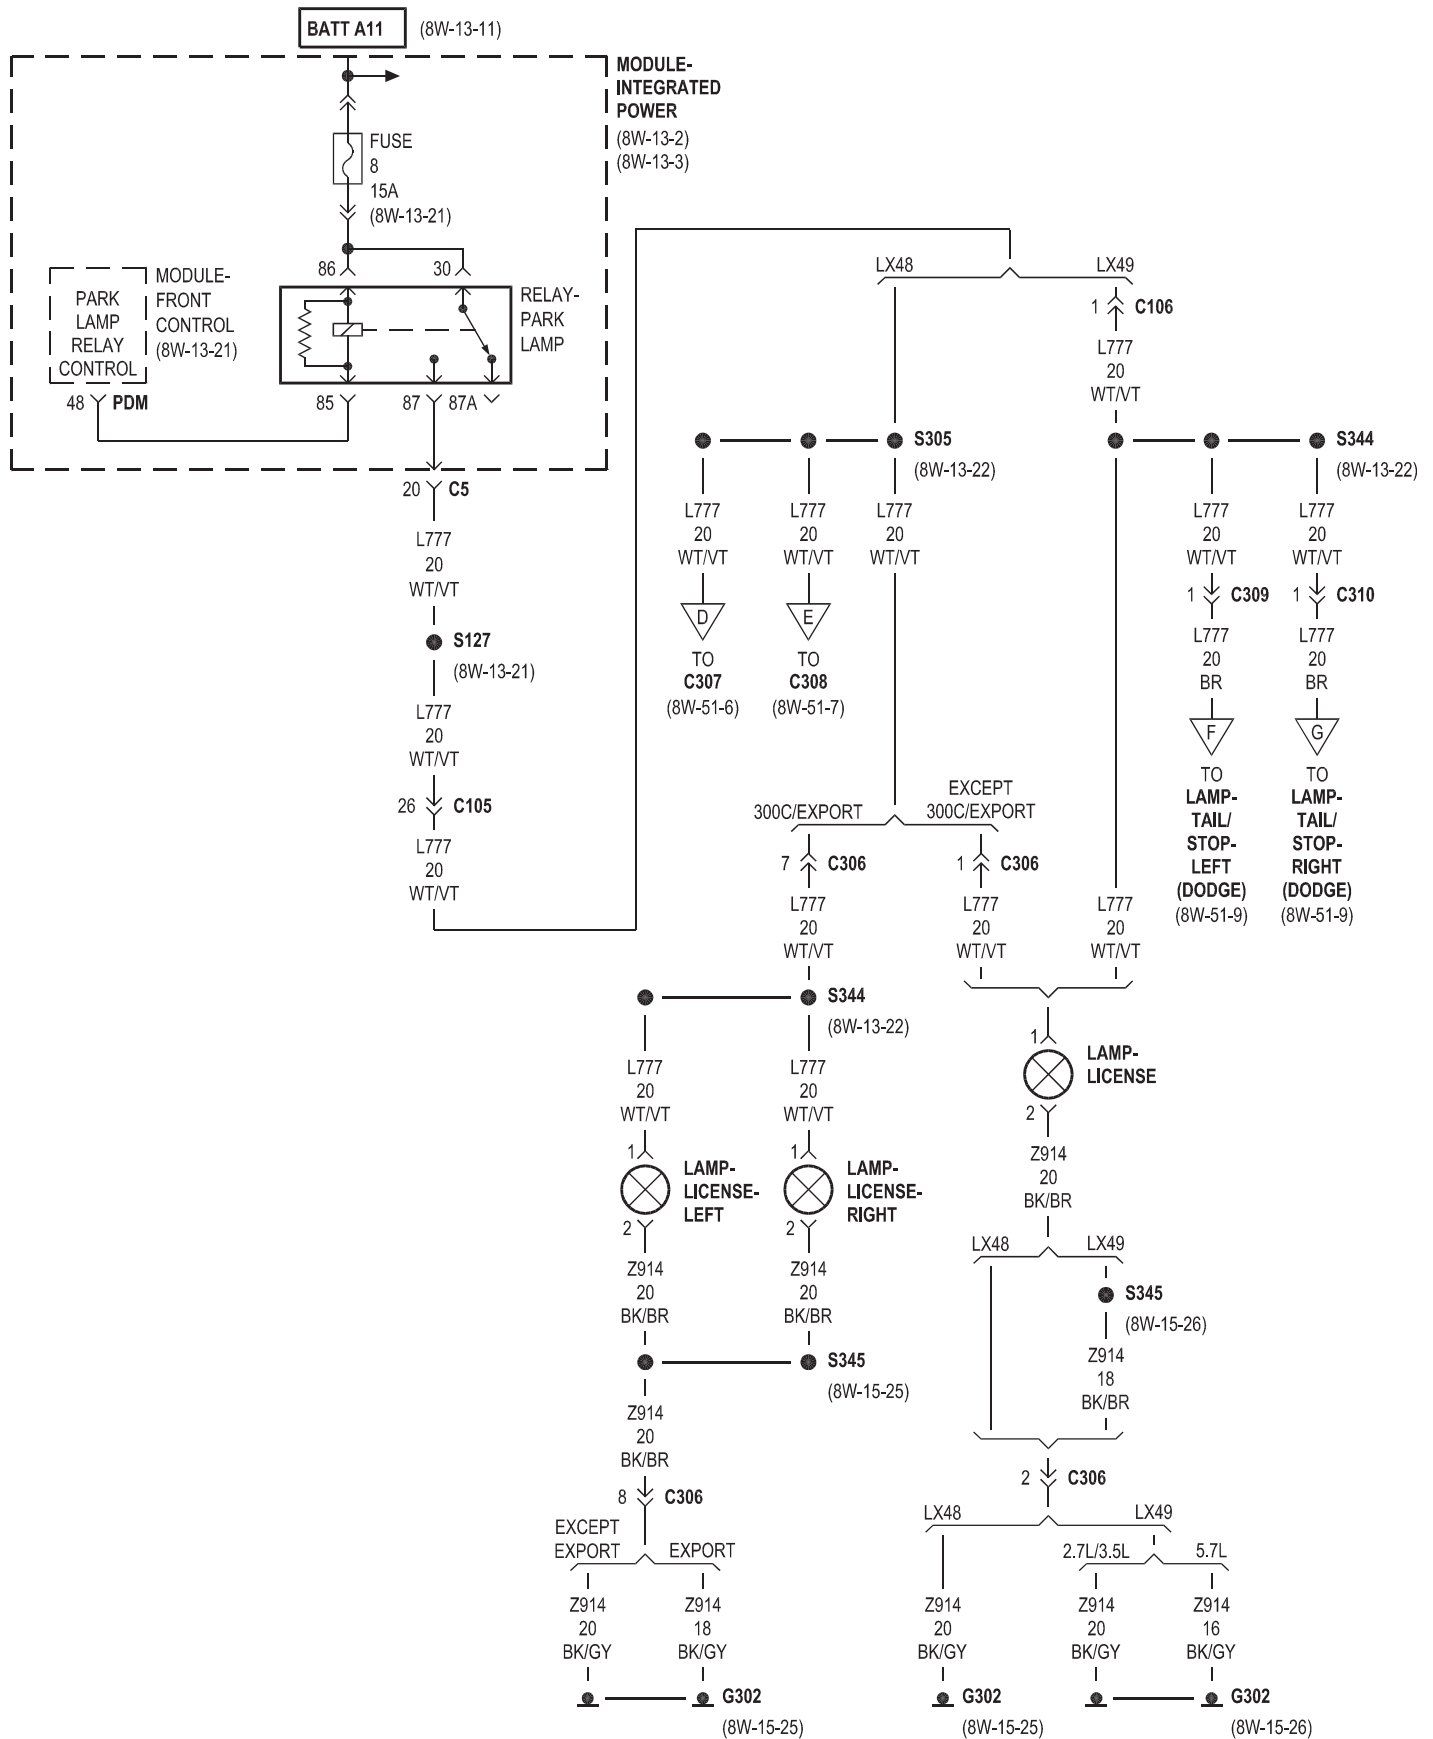 BATT A11 (8W-13-11)
MODULE-
INTEGRATED
POWER
(8W-13-2)
(8W-13-3)
FUSE
8
15A
(8W-13-21)
86 30
PARK
LAMP
RELAY
CONTROL
MODULE-
FRONT
CONTROL
(8W-13-21)
RELAY-
PARK
LAMP
48 PDM
85 87 87A
20 C5
L777
20
WT/VT
S127
(8W-13-21)
L777
20
WT/VT
26 C105
L777
20
WT/VT
LX48 LX49
1 C106
L777
20
WT/VT
S305
(8W-13-22)
S344
(8W-13-22)
L777
20
WT/VT
L777
20
WT/VT
L777
20
WT/VT
L777
20
WT/VT
L777
20
WT/VT
D
TO
C307
(8W-51-6)
E
TO
C308
(8W-51-7)
1 C309
L777
20
BR
F
TO
LAMP-
TAIL/
STOP-
LEFT
(DODGE)
(8W-51-9)
1 C310
L777
20
BR
G
TO
LAMP-
TAIL/
STOP-
RIGHT
(DODGE)
(8W-51-9)
300C/EXPORT
EXCEPT
300C/EXPORT
7 C306
L777
20
WT/VT
1 C306
L777
20
WT/VT
L777
20
WT/VT
S344
(8W-13-22)
L777
20
WT/VT
L777
20
WT/VT
1
LAMP-
LICENSE-
LEFT
2
1
LAMP-
LICENSE-
RIGHT
2
Z914
20
BK/BR
Z914
20
BK/BR
S345
(8W-15-25)
Z914
20
BK/BR
8 C306
EXCEPT
EXPORT
EXPORT
Z914
20
BK/GY
Z914
18
BK/GY
G302
(8W-15-25)
1
LAMP-
LICENSE
2
Z914
20
BK/BR
LX48 LX49
S345
(8W-15-26)
Z914
18
BK/BR
2 C306
LX48 LX49
2.7L/3.5L 5.7L
Z914
20
BK/GY
Z914
20
BK/GY
Z914
16
BK/GY
G302
(8W-15-25)
G302
(8W-15-26)